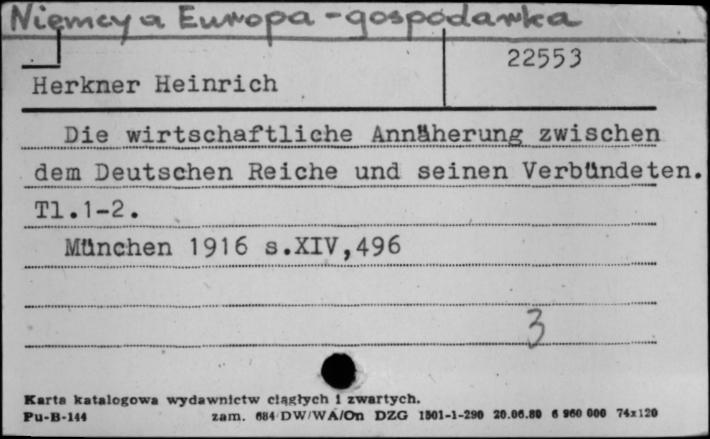 Niemcy a Europa - gospodarka
22553
Herkner Heinrich
Die wirtschaftliche Annäherung zwischen
dem Deutschen Reiche und seinen Verbündeten.
Tl.1-2.
München 1916 s.XIV,496
3
Karta katalogowa wydawnictw ciągłych i zwartych.
Pu-B-144 zam. 684/DW/WA/On DZG 1801-1-290 20.06.80 6 960 000 74x120